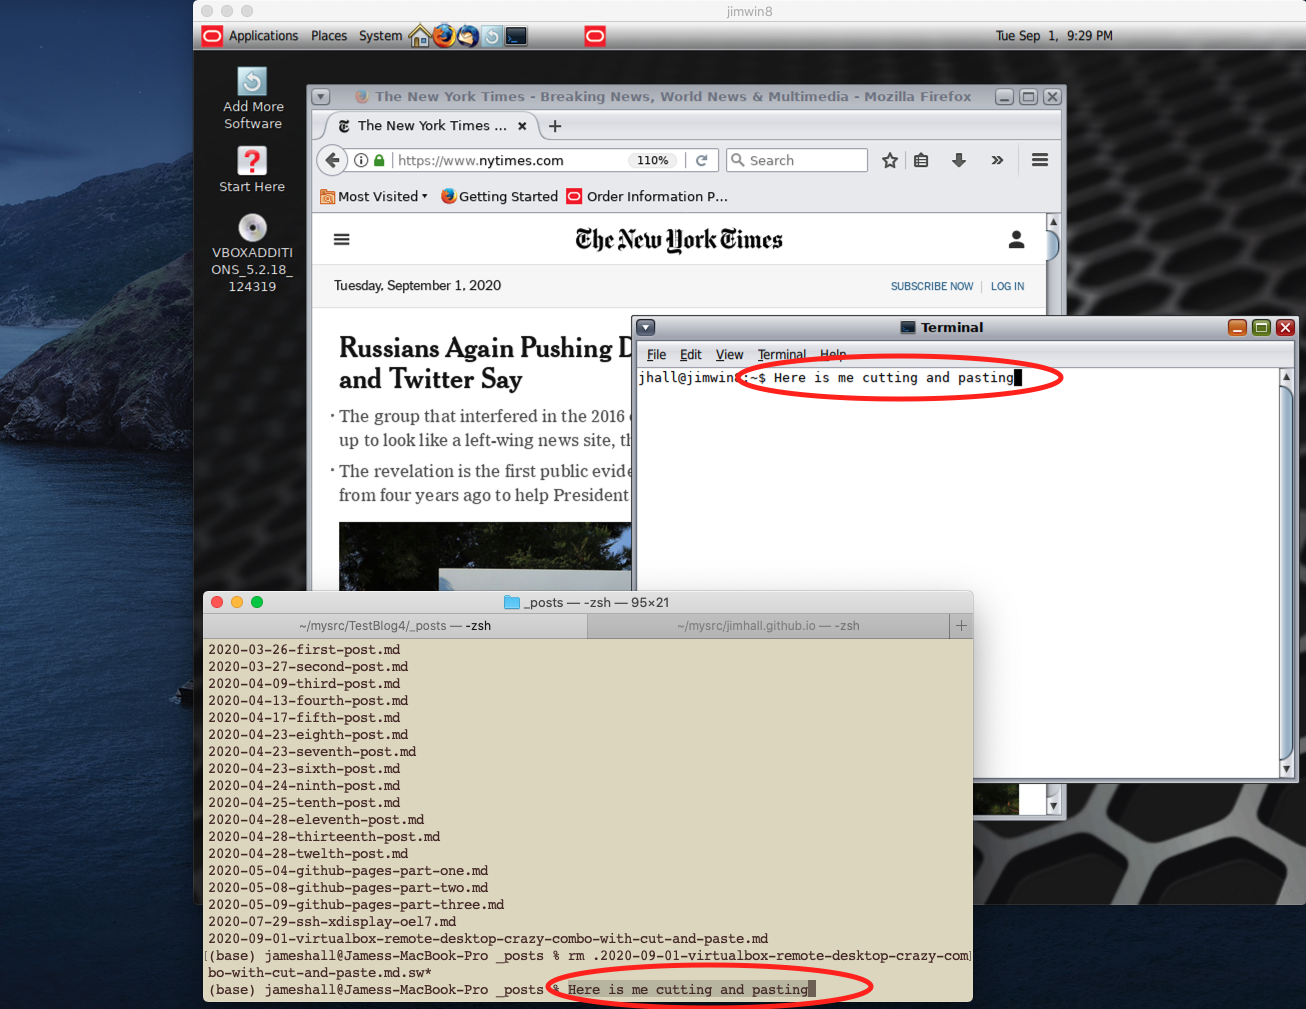 jimwin8
Applications Places System
Tue Sep 1, 9:29 PM
Add More
Software
Start Here
VBOXADDITI
ONS_5.2.18_
124319
The New York Times - Breaking News, World News & Multimedia - Mozilla Firefox
The New York Times ...
https://www.nytimes.com 110% Search
Most Visited Getting Started Order Information P...
The New York Times
Tuesday, September 1, 2020
SUBSCRIBE NOW | LOG IN
Russians Again Pushing D
and Twitter Say
· The group that interfered in the 2016
up to look like a left-wing news site, th
· The revelation is the first public evide
from four years ago to help President
Terminal
File Edit View Terminal Help
jhall@jimwin8:~$ Here is me cutting and pasting
_posts — -zsh — 95×21
~/mysrc/TestBlog4/_posts — -zsh
~/mysrc/jimhall.github.io — -zsh
2020-03-26-first-post.md
2020-03-27-second-post.md
2020-04-09-third-post.md
2020-04-13-fourth-post.md
2020-04-17-fifth-post.md
2020-04-23-eighth-post.md
2020-04-23-seventh-post.md
2020-04-23-sixth-post.md
2020-04-24-ninth-post.md
2020-04-25-tenth-post.md
2020-04-28-eleventh-post.md
2020-04-28-thirteenth-post.md
2020-04-28-twelth-post.md
2020-05-04-github-pages-part-one.md
2020-05-08-github-pages-part-two.md
2020-05-09-github-pages-part-three.md
2020-07-29-ssh-xdisplay-oel7.md
2020-09-01-virtualbox-remote-desktop-crazy-combo-with-cut-and-paste.md
[(base) jameshall@Jamess-MacBook-Pro _posts % rm .2020-09-01-virtualbox-remote-desktop-crazy-com]
bo-with-cut-and-paste.md.sw*
(base) jameshall@Jamess-MacBook-Pro _posts % Here is me cutting and pasting